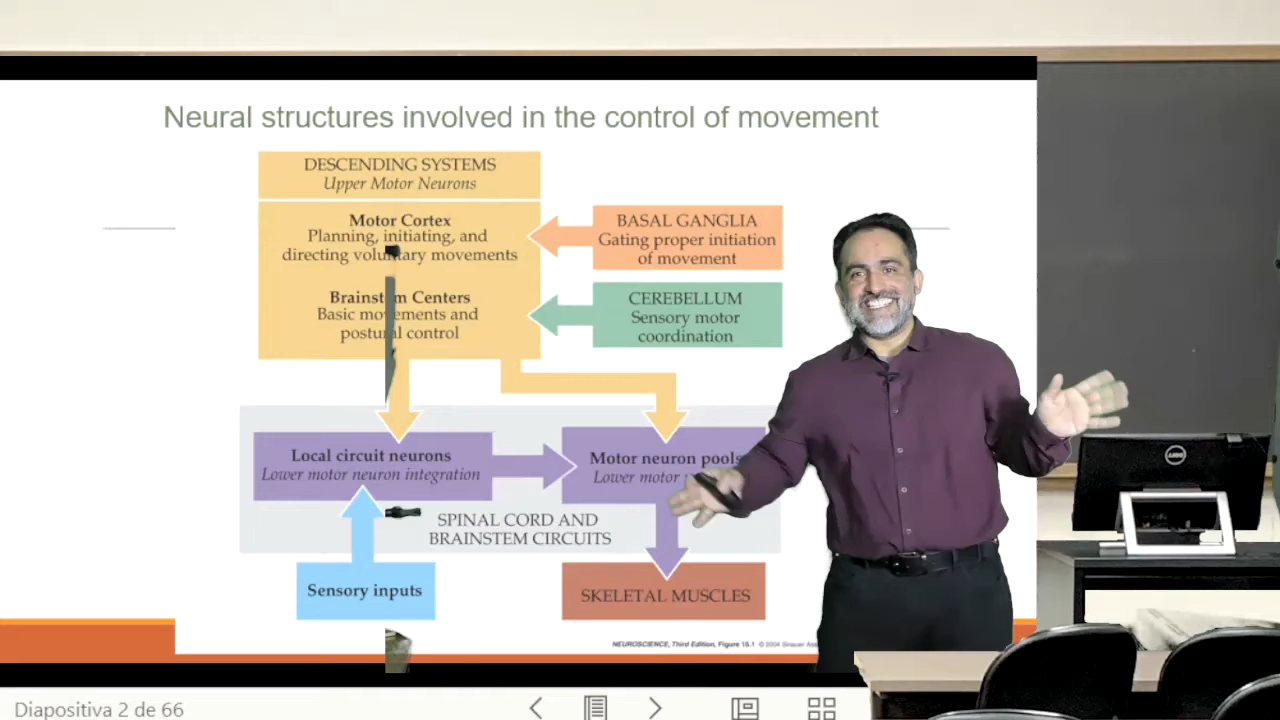 Neural structures involved in the control of movement
DESCENDING SYSTEMS
Upper Motor Neurons
Motor Cortex
Planning, initiating, and
directing voluntary movements
Brainstem Centers
Basic movements and
postural control
BASAL GANGLIA
Gating proper initiation
of movement
CEREBELLUM
Sensory motor
coordination
Local circuit neurons
Lower motor neuron integration
Motor neuron pools
Lower motor
SPINAL CORD AND
BRAINSTEM CIRCUITS
Sensory inputs
SKELETAL MUSCLES
NEUROSCIENCE, Third Edition, Figure 15.1 © 2004 Sinauer
Diapositiva 2 de 66
DELL